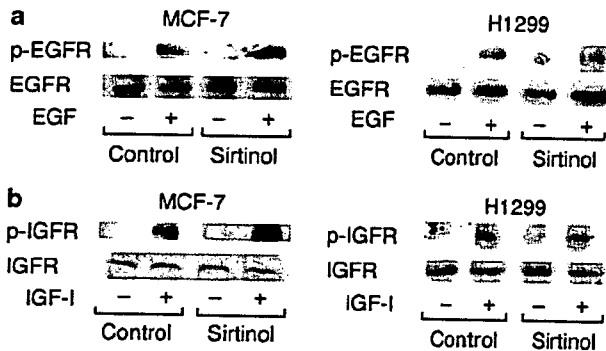 a
MCF-7
p-EGFR
EGFR
EGF − + − +
Control Sirtinol
H1299
p-EGFR
EGFR
EGF − + − +
Control Sirtinol
b
MCF-7
p-IGFR
IGFR
IGF-I − + − +
Control Sirtinol
H1299
p-IGFR
IGFR
IGF-I − + − +
Control Sirtinol